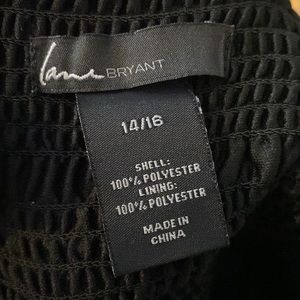 Lane BRYANT
14/16
SHELL:
100% POLYESTER
LINING:
100% POLYESTER
MADE IN
CHINA